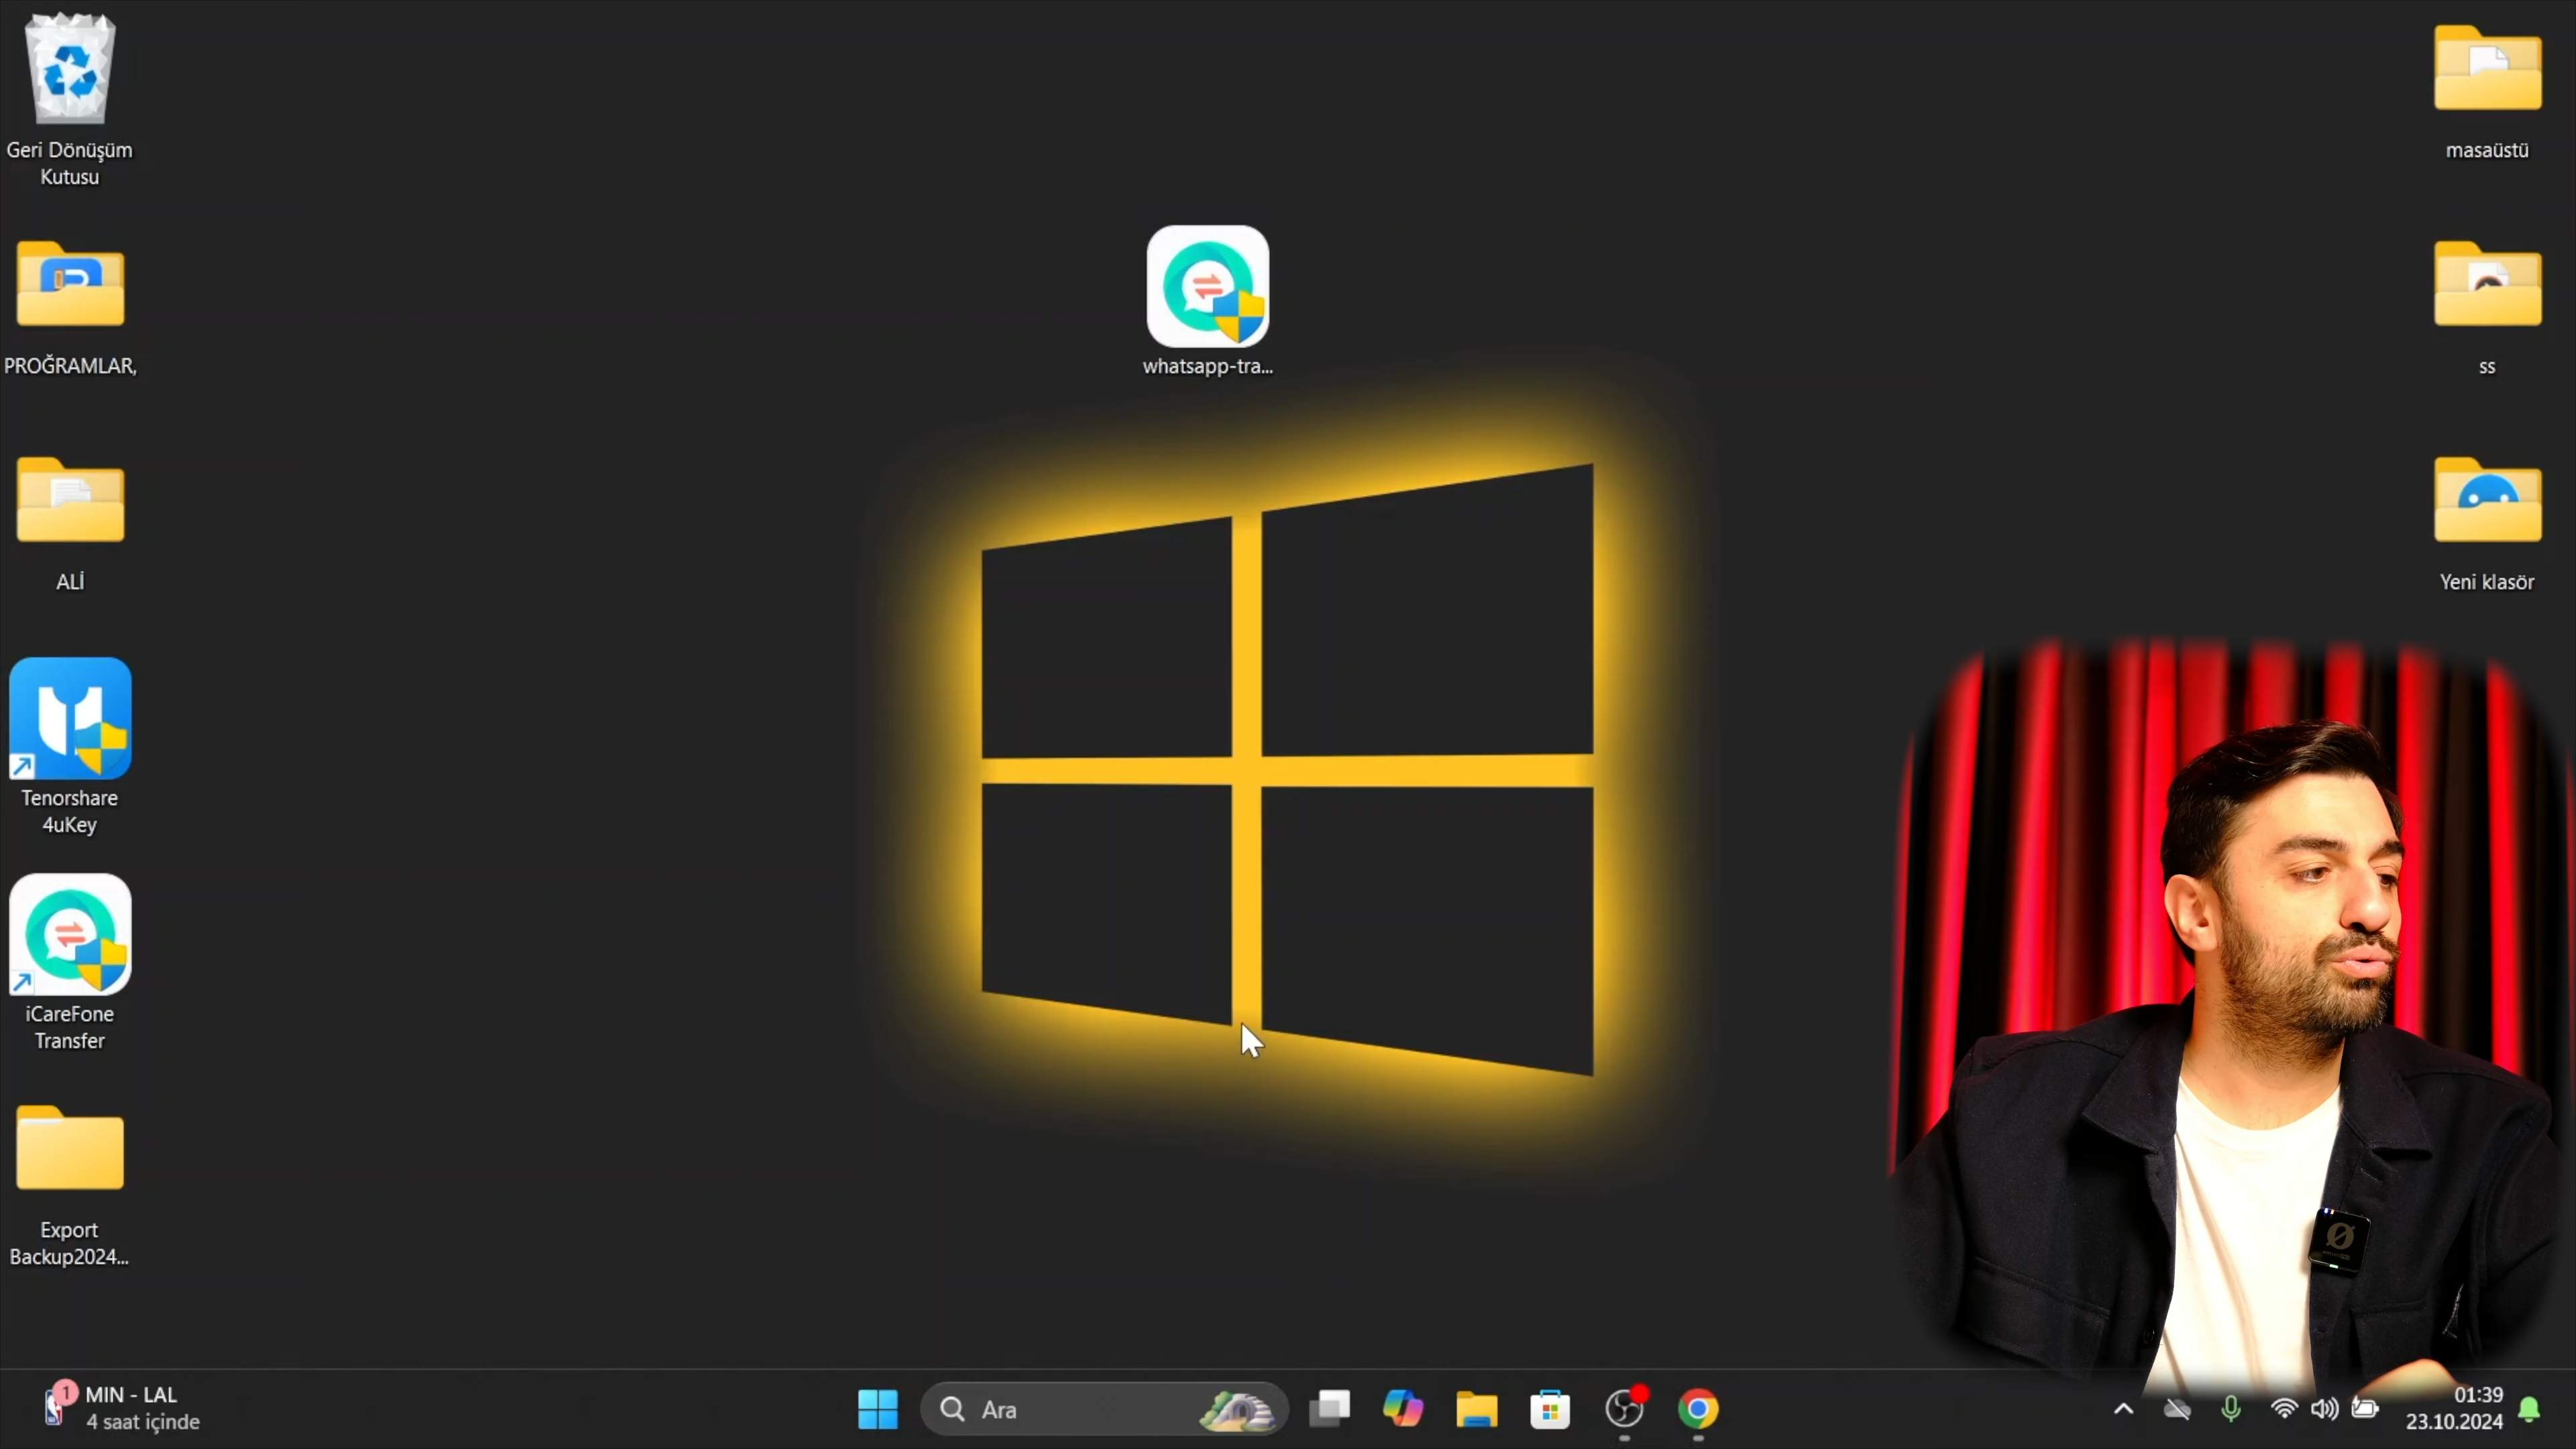 Geri Dönüşüm
Kutusu
masaüstü
PROĞRAMLAR,
whatsapp-tra...
ss
ALİ
Yeni klasör
Tenorshare
4uKey
iCareFone
Transfer
Export
Backup2024...
1
MIN - LAL
4 saat içinde
Ara
01:39
23.10.2024